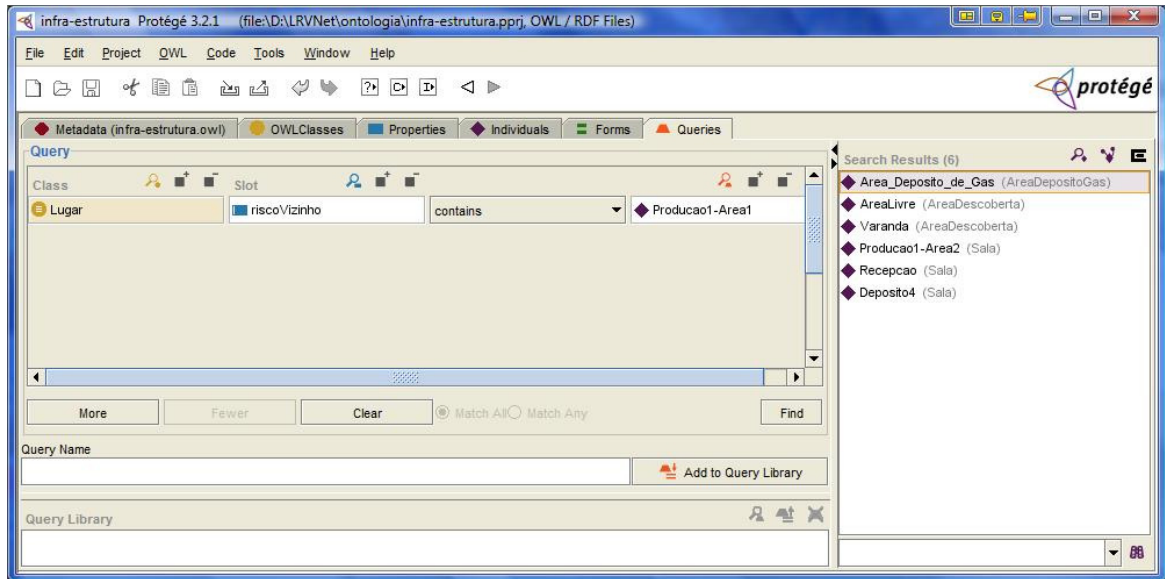 infra-estrutura Protégé 3.2.1 (file:\D:\LRVNet\ontologia\infra-estrutura.pprj, OWL / RDF Files)
File Edit Project OWL Code Tools Window Help
protégé
Metadata (infra-estrutura.owl) OWLClasses Properties Individuals Forms Queries
Query
Class Slot
Lugar riscoVizinho contains Producao1-Area1
More Fewer Clear Match All Match Any Find
Query Name
Add to Query Library
Query Library
Search Results (6)
Area_Deposito_de_Gas (AreaDepositoGas)
AreaLivre (AreaDescoberta)
Varanda (AreaDescoberta)
Producao1-Area2 (Sala)
Recepcao (Sala)
Deposito4 (Sala)